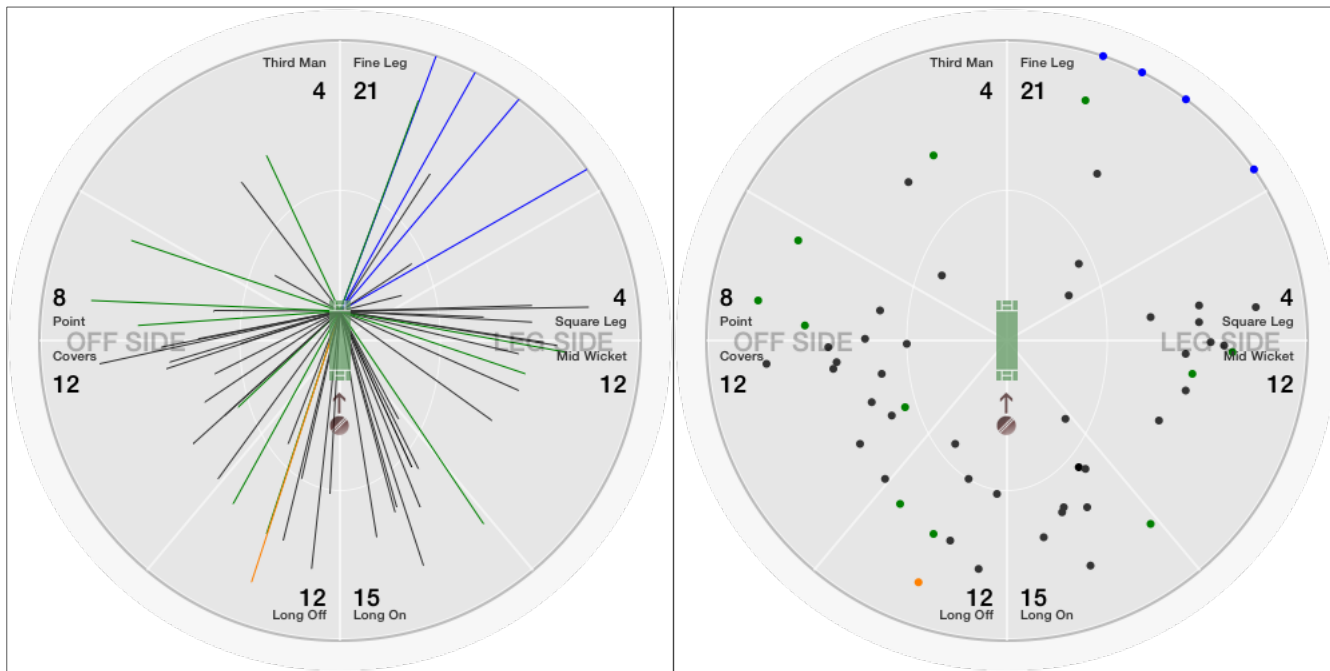 Third Man Fine Leg
4 21
8 4
Point Square Leg
OFF SIDE LEG SIDE
Covers Mid Wicket
12 12
12 15
Long Off Long On
Third Man Fine Leg
4 21
8 4
Point Square Leg
OFF SIDE LEG SIDE
Covers Mid Wicket
12 12
12 15
Long Off Long On